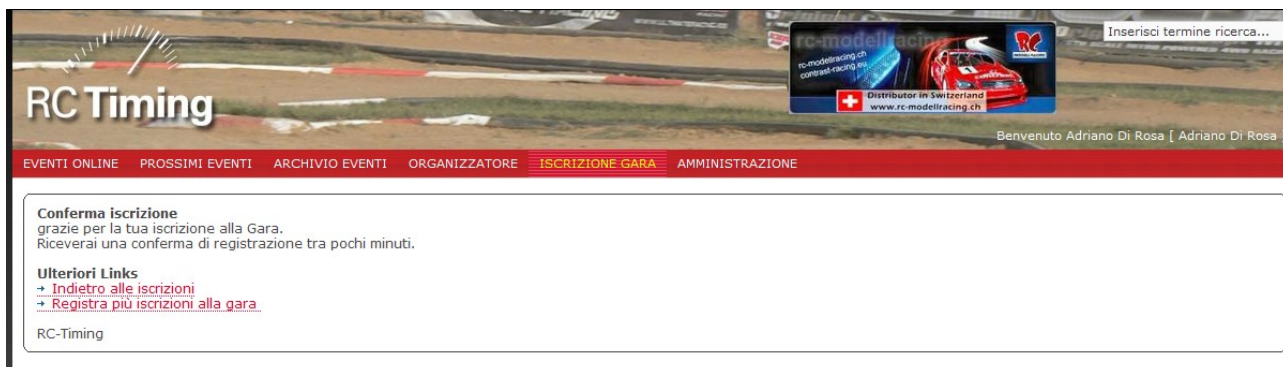 Inserisci termine ricerca...
rc-modellracing
rc-modellracing.ch
contrast-racing.eu
RC
Distributor in Switzerland
www.rc-modellracing.ch
RC Timing
Benvenuto Adriano Di Rosa [ Adriano Di Rosa
EVENTI ONLINE PROSSIMI EVENTI ARCHIVIO EVENTI ORGANIZZATORE ISCRIZIONE GARA AMMINISTRAZIONE
Conferma iscrizione
grazie per la tua iscrizione alla Gara.
Riceverai una conferma di registrazione tra pochi minuti.
Ulteriori Links
→ Indietro alle iscrizioni
→ Registra più iscrizioni alla gara
RC-Timing